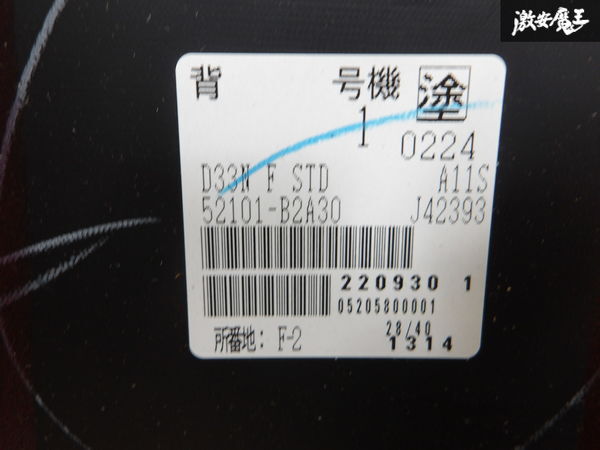 激安魔王
背 号機 塗
1 0224
D33N F STD A11S
52101-B2A30 J42393
220930 1
05205800001
28/40
所番地: F-2 1314